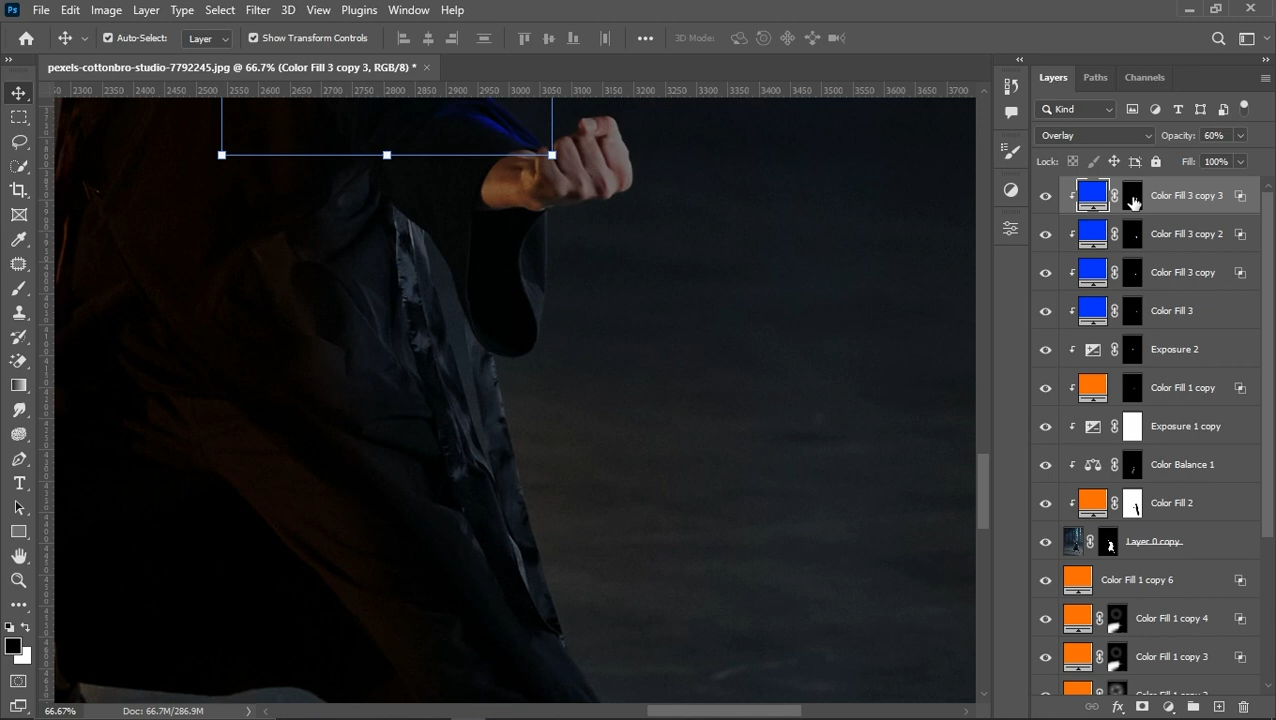 Ps File Edit Image Layer Type Select Filter 3D View Plugins Window Help
Auto-Select: Layer Show Transform Controls 3D Mode:
pexels-cottonbro-studio-7792245.jpg @ 66.7% (Color Fill 3 copy 3, RGB/8) * ×
2300 2350 2400 2450 2500 2550 2600 2650 2700 2750 2800 2850 2900 2950 3000 3050 3100 3150 3200 3250 3300 3350 3400 3450 3500 3550 3600 3650 3700
Layers Paths Channels
Kind
Overlay Opacity: 60%
Lock: Fill: 100%
Color Fill 3 copy 3
Color Fill 3 copy 2
Color Fill 3 copy
Color Fill 3
Exposure 2
Color Fill 1 copy
Exposure 1 copy
Color Balance 1
Color Fill 2
Layer 0 copy
Color Fill 1 copy 6
Color Fill 1 copy 4
Color Fill 1 copy 3
66.67% Doc: 66.7M/286.9M